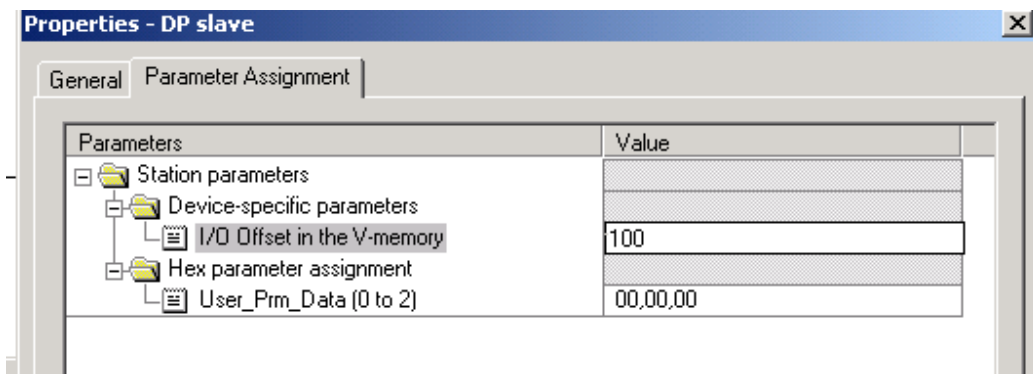 Properties - DP slave
General Parameter Assignment
Parameters Value
Station parameters
Device-specific parameters
I/O Offset in the V-memory 100
Hex parameter assignment
User_Prm_Data (0 to 2) 00,00,00